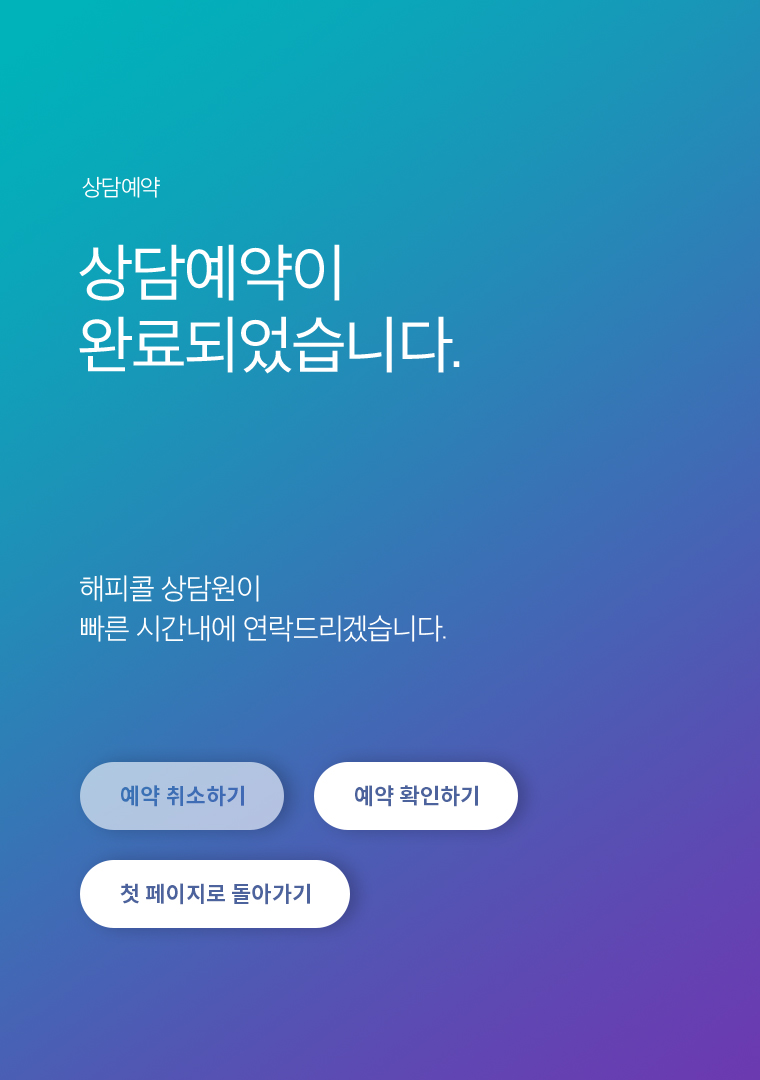 상담예약
상담예약이
완료되었습니다.
해피콜 상담원이
빠른 시간내에 연락드리겠습니다.
예약 취소하기
예약 확인하기
첫 페이지로 돌아가기